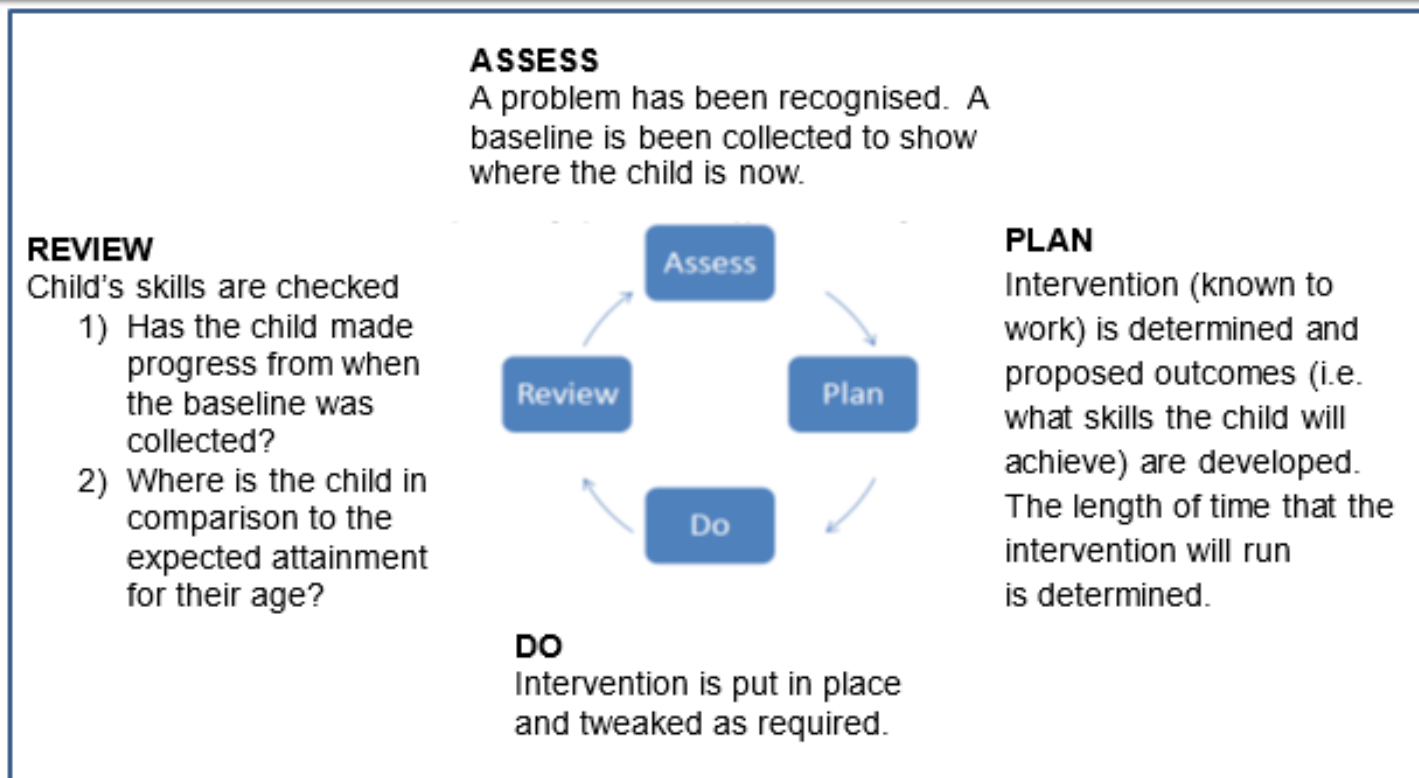 ASSESS
A problem has been recognised.  A
baseline is been collected to show
where the child is now.
REVIEW
Child's skills are checked
1) Has the child made
progress from when
the baseline was
collected?
2) Where is the child in
comparison to the
expected attainment
for their age?
Assess
Review
Plan
Do
PLAN
Intervention (known to
work) is determined and
proposed outcomes (i.e.
what skills the child will
achieve) are developed.
The length of time that the
intervention will run
is determined.
DO
Intervention is put in place
and tweaked as required.